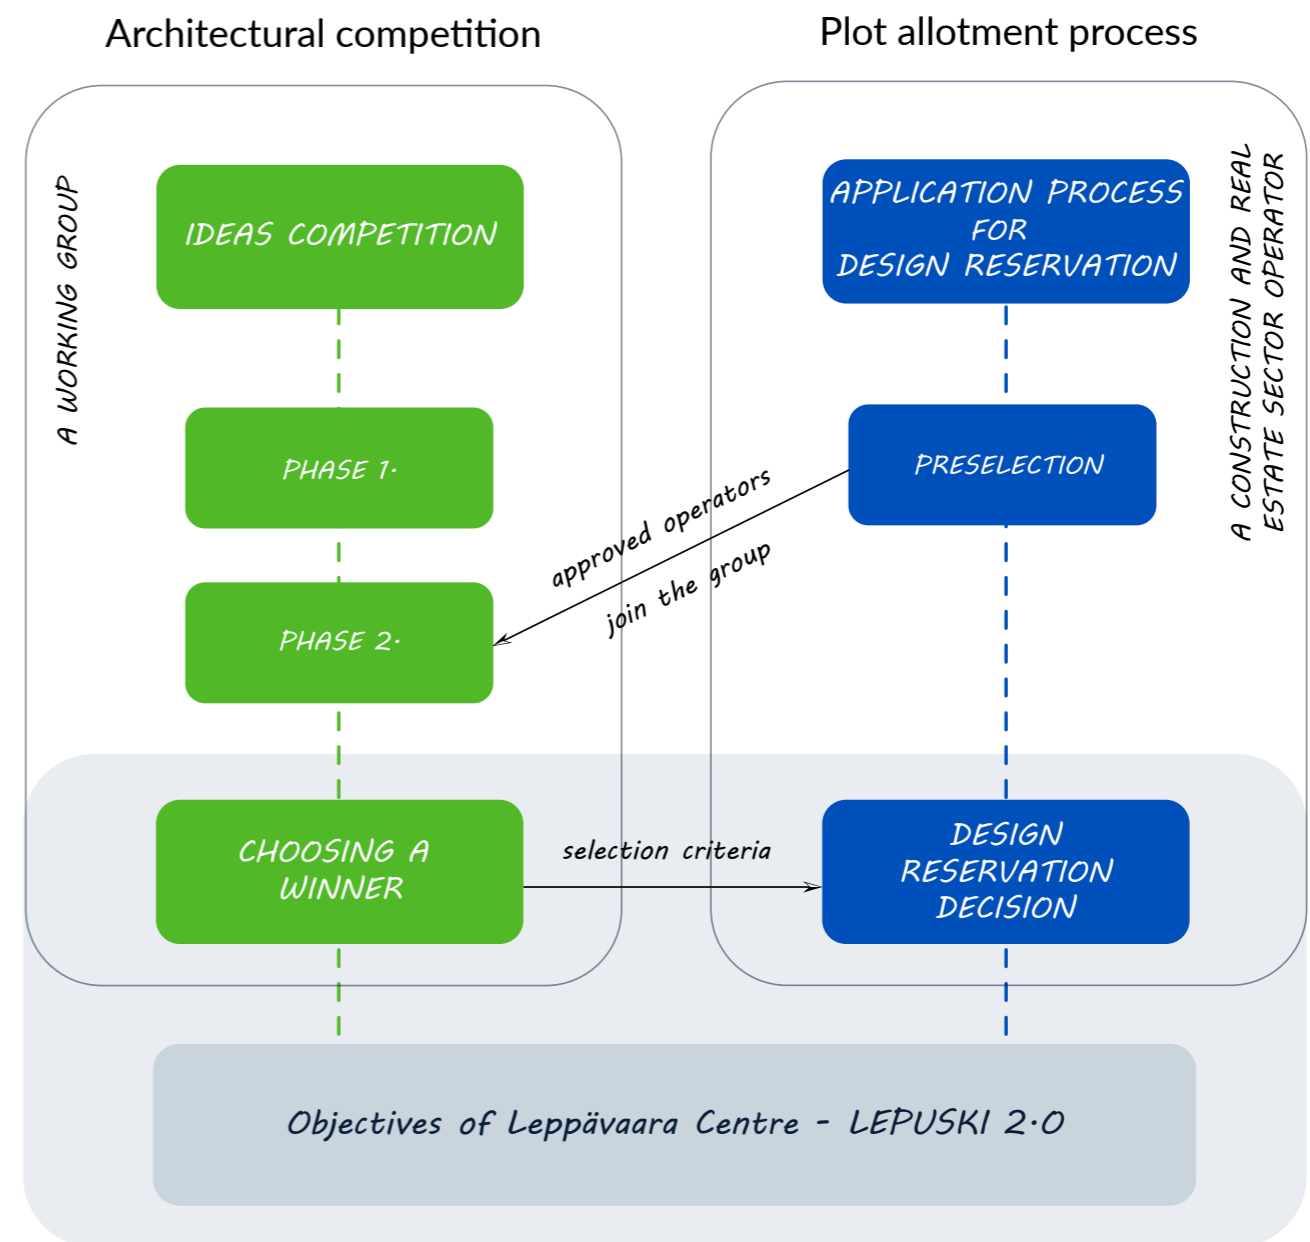 Architectural competition
A WORKING GROUP
IDEAS COMPETITION
PHASE 1.
PHASE 2.
CHOOSING A
WINNER
approved operators
join the group
selection criteria
Plot allotment process
APPLICATION PROCESS
FOR
DESIGN RESERVATION
A CONSTRUCTION AND REAL
ESTATE SECTOR OPERATOR
PRESELECTION
DESIGN
RESERVATION
DECISION
Objectives of Leppävaara Centre - LEPUSKI 2.0